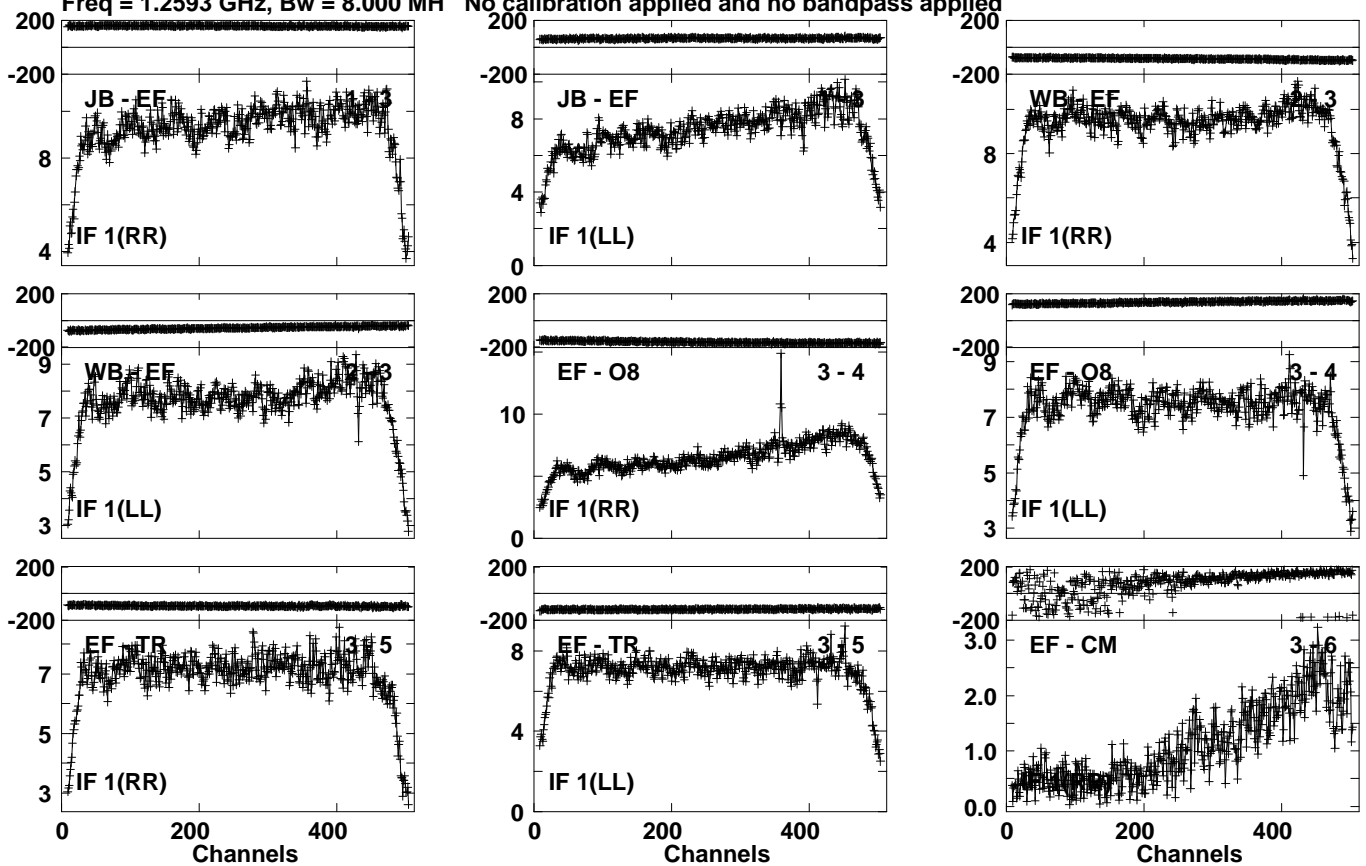 Freq = 1.2593 GHz, Bw = 8.000 MH No calibration applied and no bandpass applied
200
-200
JB - EF 1 - 3
8
4
IF 1(RR)
200
-200
JB - EF 1 - 3
8
4
0
IF 1(LL)
200
-200
WB - EF 2 - 3
8
4
IF 1(RR)
200
-200
WB - EF 2 - 3
9
7
5
3
IF 1(LL)
200
-200
EF - O8 3 - 4
10
0
IF 1(RR)
200
-200
EF - O8 3 - 4
9
7
5
3
IF 1(LL)
200
-200
EF - TR 3 - 5
7
5
3
IF 1(RR)
0 200 400
Channels
200
-200
EF - TR 3 - 5
8
4
0
IF 1(LL)
0 200 400
Channels
200
-200
EF - CM 3 - 6
3.0
2.0
1.0
0.0
0 200 400
Channels